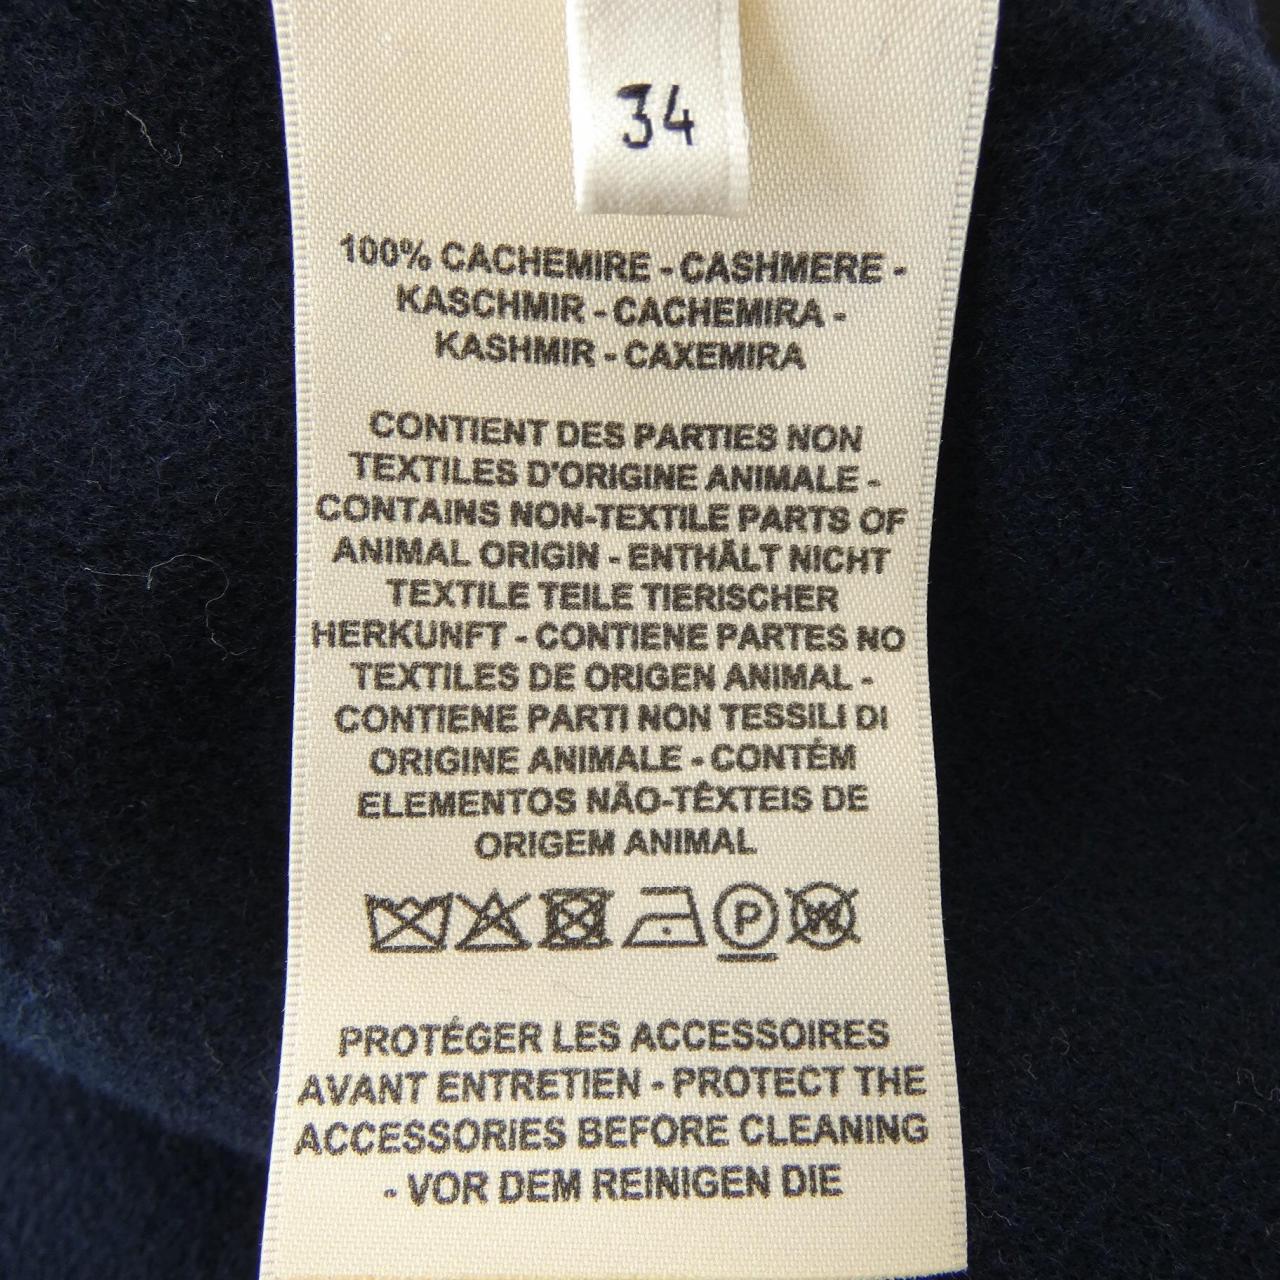 34
100% CACHEMIRE - CASHMERE -
KASCHMIR - CACHEMIRA -
KASHMIR - CAXEMIRA
CONTIENT DES PARTIES NON
TEXTILES D'ORIGINE ANIMALE -
CONTAINS NON-TEXTILE PARTS OF
ANIMAL ORIGIN - ENTHÄLT NICHT
TEXTILE TEILE TIERISCHER
HERKUNFT - CONTIENE PARTES NO
TEXTILES DE ORIGEN ANIMAL -
CONTIENE PARTI NON TESSILI DI
ORIGINE ANIMALE - CONTÉM
ELEMENTOS NÃO-TÊXTEIS DE
ORIGEM ANIMAL
P W
PROTÉGER LES ACCESSOIRES
AVANT ENTRETIEN - PROTECT THE
ACCESSORIES BEFORE CLEANING
- VOR DEM REINIGEN DIE